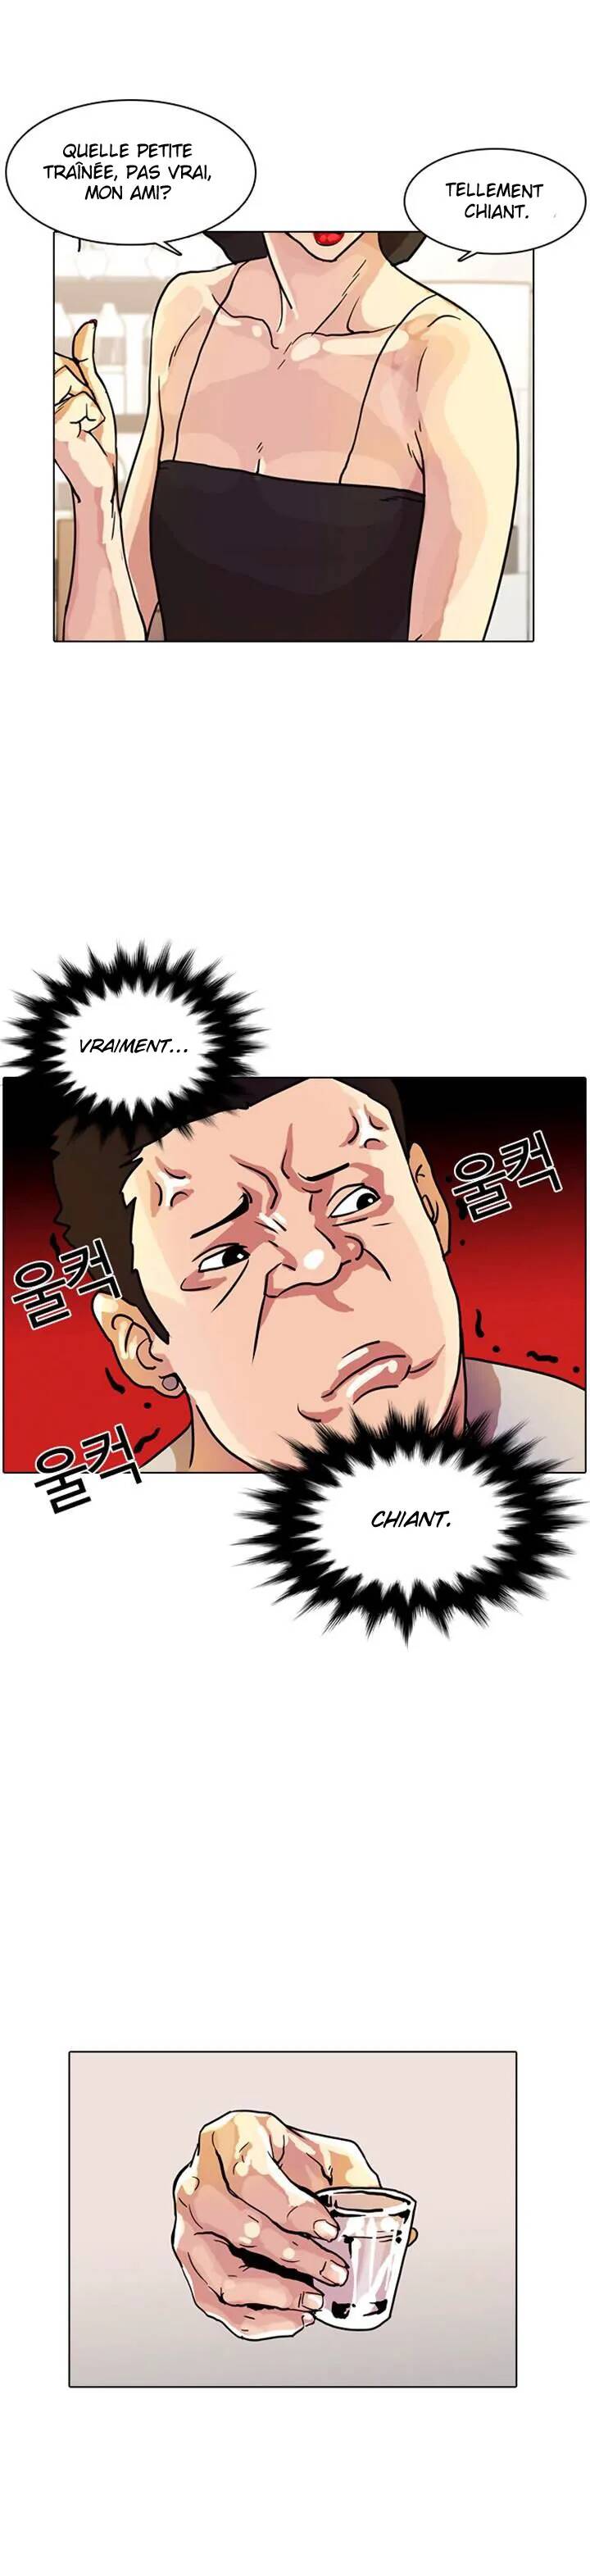 QUELLE PETITE
TRAÎNÉE, PAS VRAI,
MON AMI?
TELLEMENT
CHIANT.
VRAIMENT...
울컥
울컥
울컥
CHIANT.